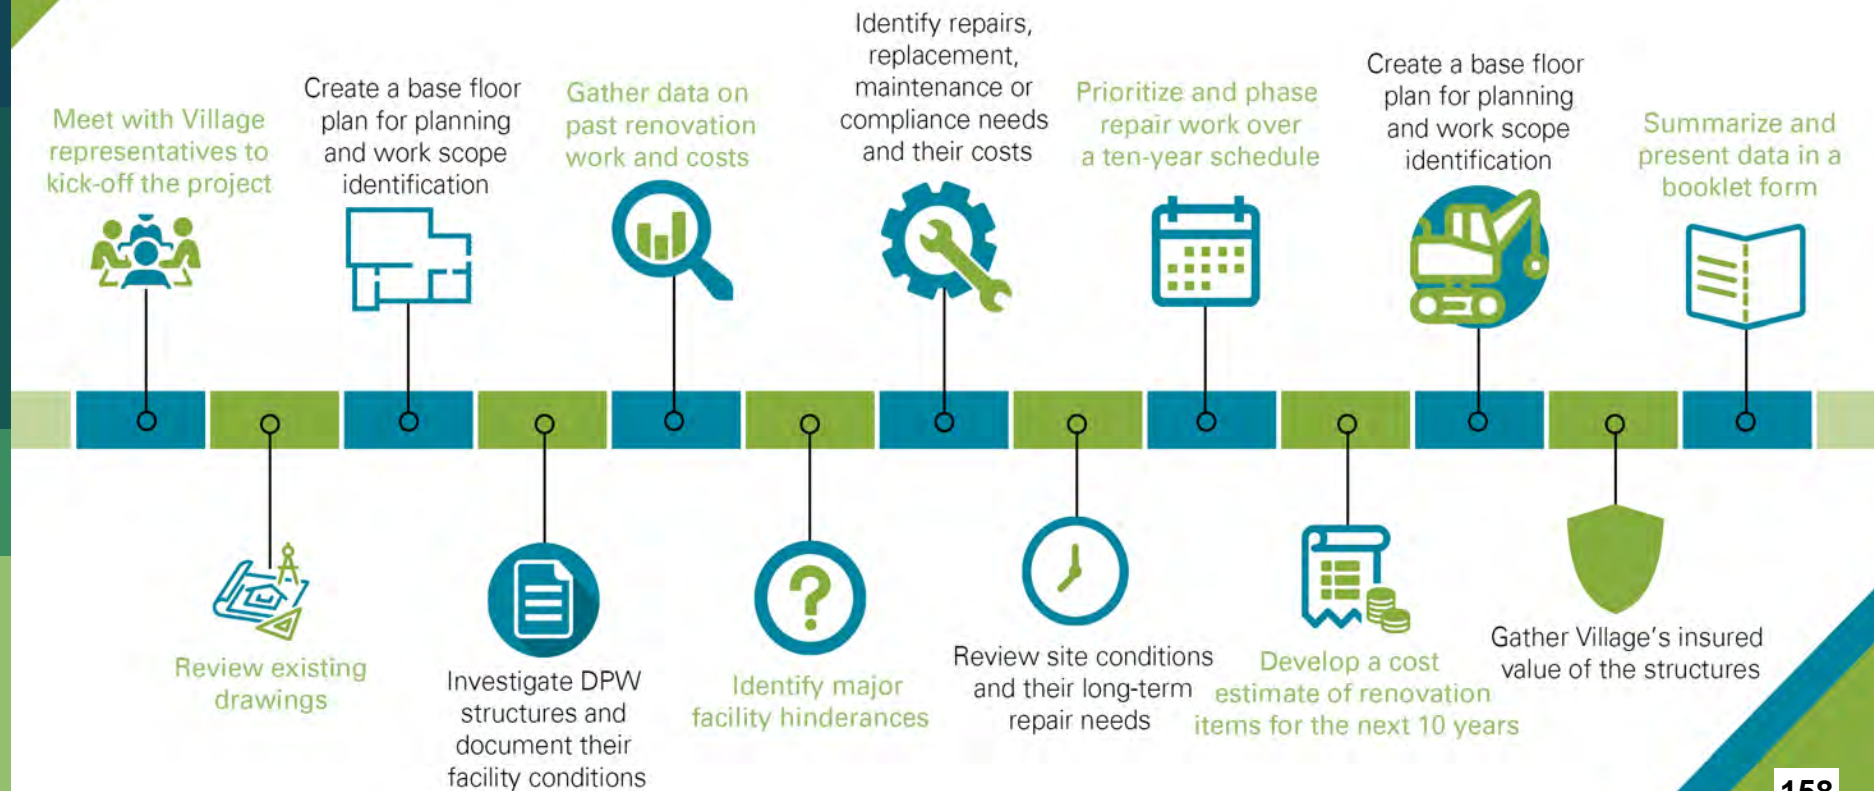 Meet with Village
representatives to
kick-off the project
Review existing
drawings
Create a base floor
plan for planning
and work scope
identification
Investigate DPW
structures and
document their
facility conditions
Gather data on
past renovation
work and costs
Identify major
facility hinderances
Identify repairs,
replacement,
maintenance or
compliance needs
and their costs
Review site conditions
and their long-term
repair needs
Prioritize and phase
repair work over
a ten-year schedule
Develop a cost
estimate of renovation
items for the next 10 years
Create a base floor
plan for planning
and work scope
identification
Gather Village's insured
value of the structures
Summarize and
present data in a
booklet form
158